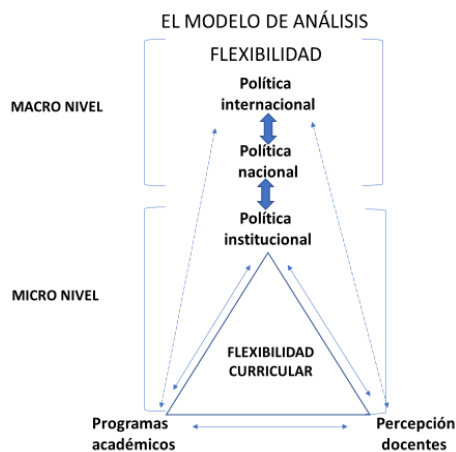 EL MODELO DE ANÁLISIS
FLEXIBILIDAD
Política
internacional
MACRO NIVEL
Política
nacional
Política
institucional
MICRO NIVEL
FLEXIBILIDAD
CURRICULAR
Programas
académicos
Percepción
docentes